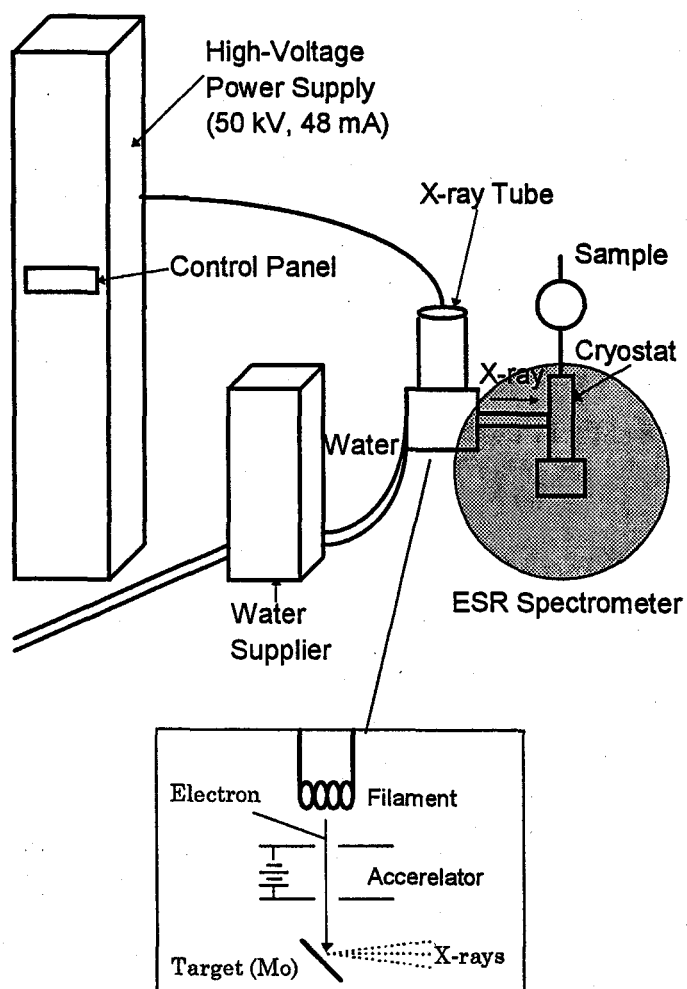 High-Voltage
Power Supply
(50 kV, 48 mA)
X-ray Tube
Sample
Control Panel
Cryostat
X-ray
Water
ESR Spectrometer
Water
Supplier
Electron
Filament
Accerelator
Target (Mo)
X-rays